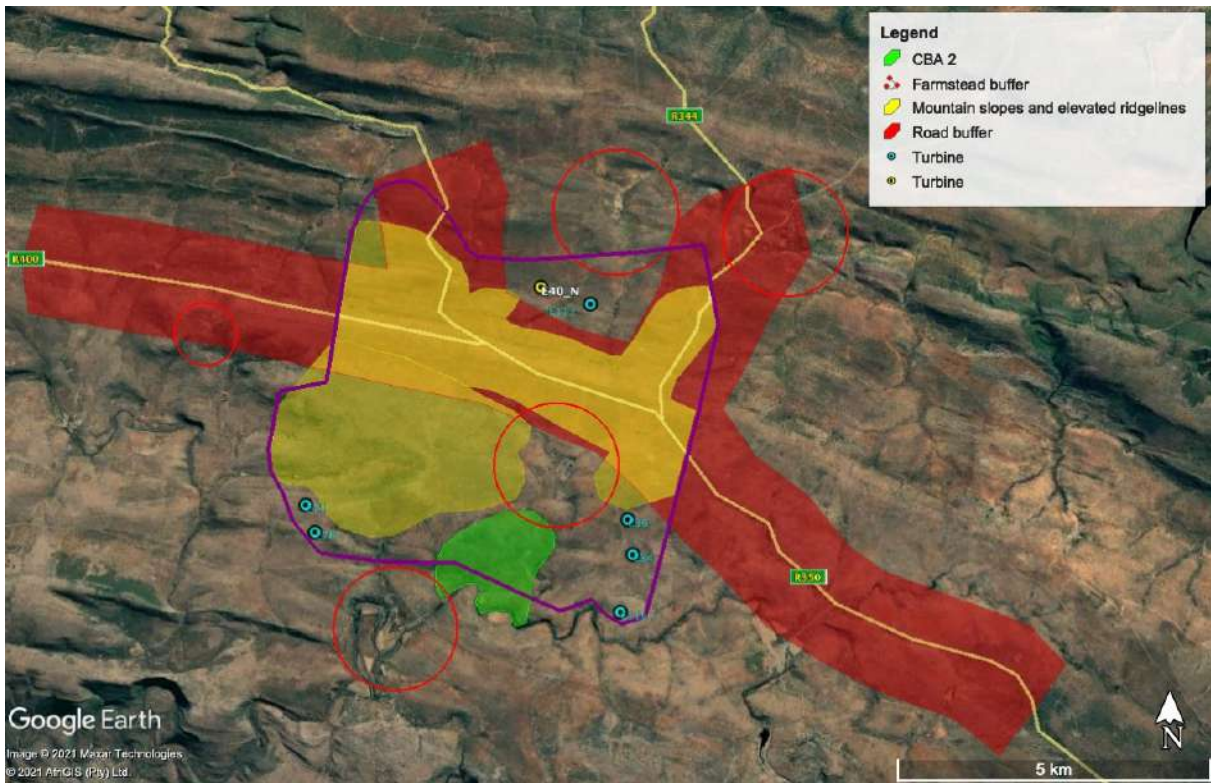 Legend
CBA 2
Farmstead buffer
Mountain slopes and elevated ridgelines
Road buffer
Turbine
Turbine
R344
R400
E40_N
R350
Google Earth
Image © 2021 Maxar Technologies
© 2021 AfriGIS (Pty) Ltd.
N
5 km